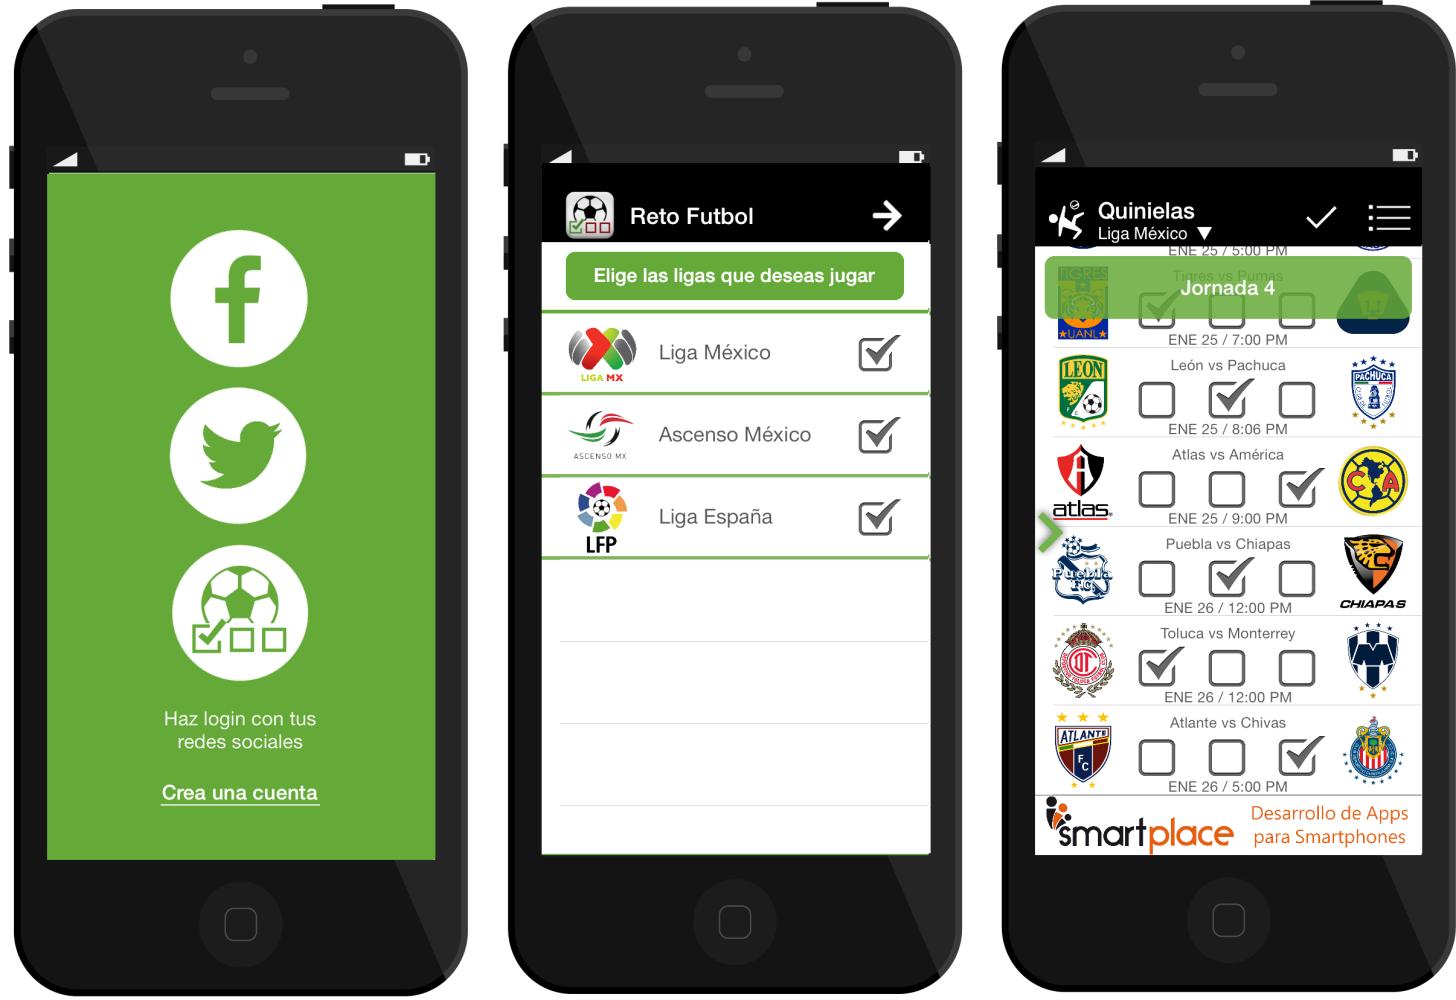 Haz login con tus
redes sociales
Crea una cuenta
Reto Futbol
Elige las ligas que deseas jugar
LIGA MX
Liga México
ASCENSO MX
Ascenso México
LFP
Liga España
Quinielas
Liga México
ENE 25 / 5:00 PM
TIGRES
Tigres vs Pumas
Jornada 4
UANL
ENE 25 / 7:00 PM
León vs Pachuca
LEON
PACHUCA
ENE 25 / 8:06 PM
Atlas vs América
C A
atlas
ENE 25 / 9:00 PM
Puebla vs Chiapas
Puebla
F.C.
CHIAPAS
ENE 26 / 12:00 PM
Toluca vs Monterrey
ENE 26 / 12:00 PM
Atlante vs Chivas
ATLANTE
FC
ENE 26 / 5:00 PM
smartplace
Desarrollo de Apps
para Smartphones